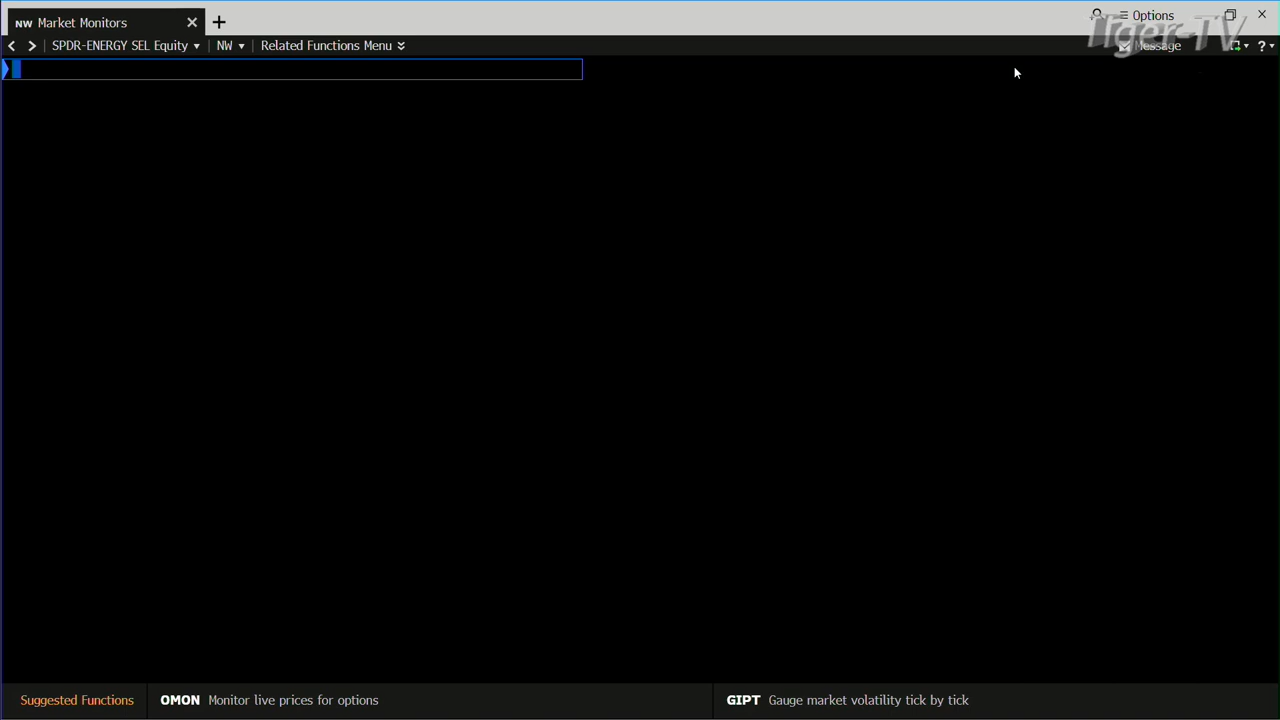 NW Market Monitors
Options
SPDR-ENERGY SEL Equity NW Related Functions Menu
Message
?
Tiger-TV
Suggested Functions OMON Monitor live prices for options GIPT Gauge market volatility tick by tick